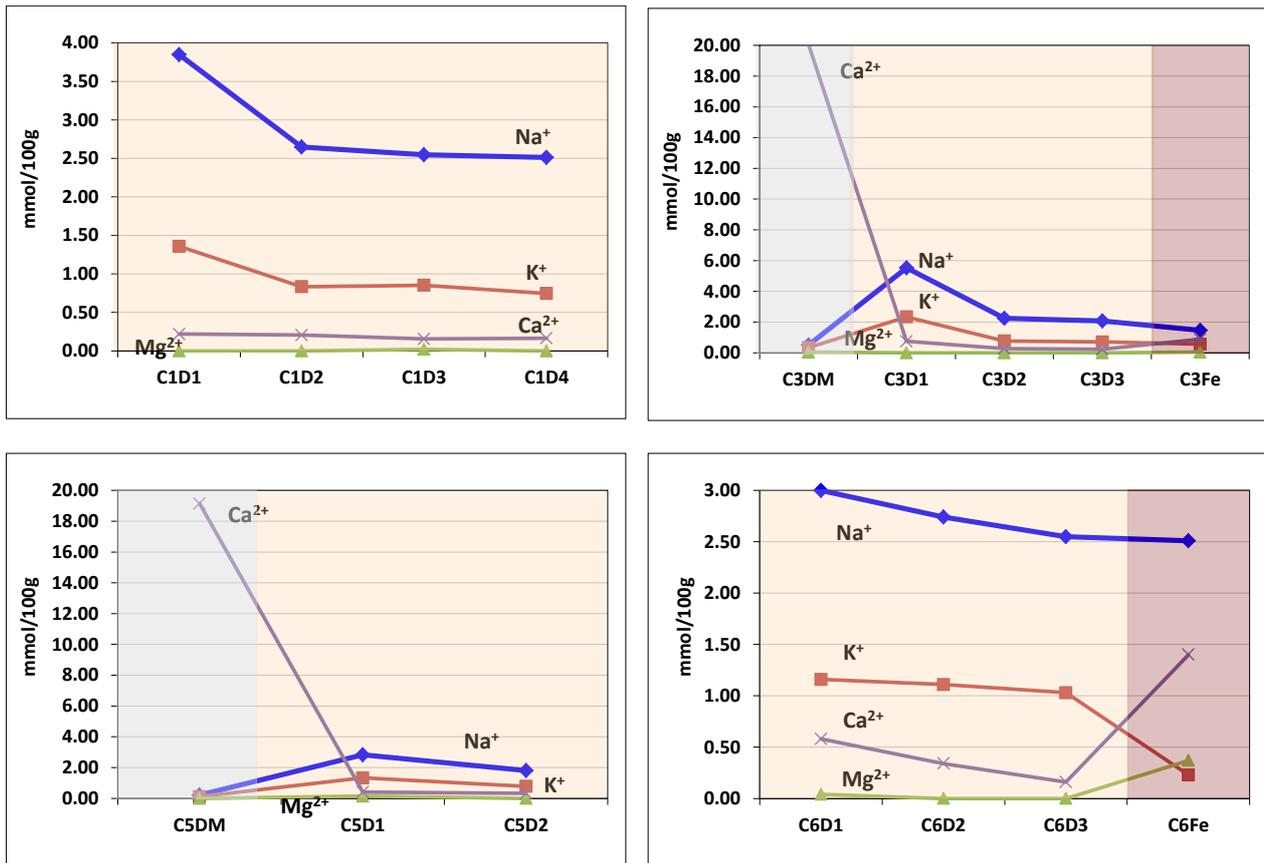 4.00
3.50
3.00
2.50
2.00
1.50
1.00
0.50
0.00
mmol/100g
Na⁺
K⁺
Ca²⁺
Mg²⁺
C1D1 C1D2 C1D3 C1D4
20.00
18.00
16.00
14.00
12.00
10.00
8.00
6.00
4.00
2.00
0.00
mmol/100g
Ca²⁺
Na⁺
K⁺
Mg²⁺
C3DM C3D1 C3D2 C3D3 C3Fe
20.00
18.00
16.00
14.00
12.00
10.00
8.00
6.00
4.00
2.00
0.00
mmol/100g
Ca²⁺
Na⁺
K⁺
Mg²⁺
C5DM C5D1 C5D2
3.00
2.50
2.00
1.50
1.00
0.50
0.00
mmol/100g
Na⁺
K⁺
Ca²⁺
Mg²⁺
C6D1 C6D2 C6D3 C6Fe